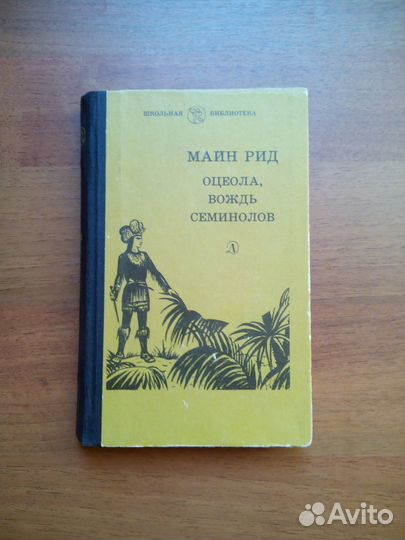 ШКОЛЬНАЯ БИБЛИОТЕКА
МАЙН РИД
ОЦЕОЛА,
ВОЖДЬ
СЕМИНОЛОВ
Avito